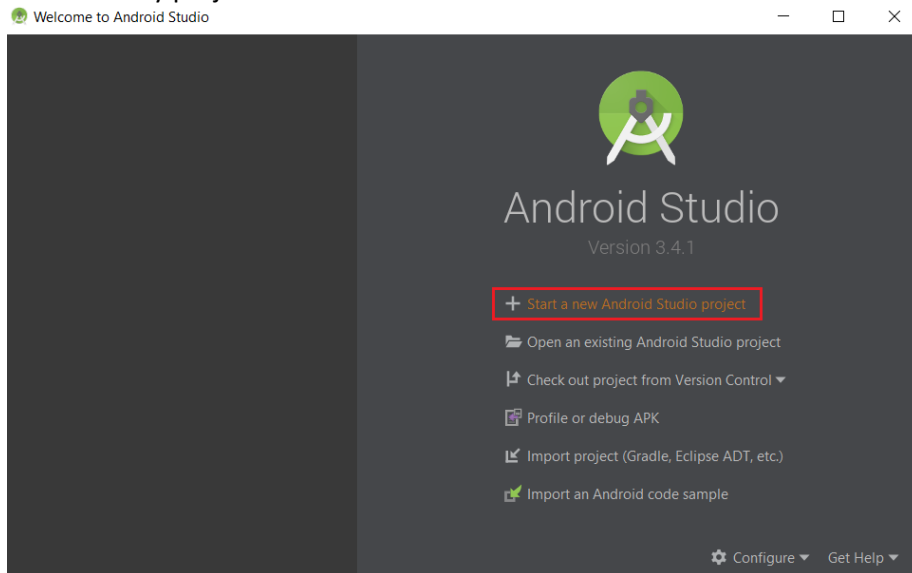 Welcome to Android Studio
Android Studio
Version 3.4.1
Start a new Android Studio project
Open an existing Android Studio project
Check out project from Version Control
Profile or debug APK
Import project (Gradle, Eclipse ADT, etc.)
Import an Android code sample
Configure Get Help